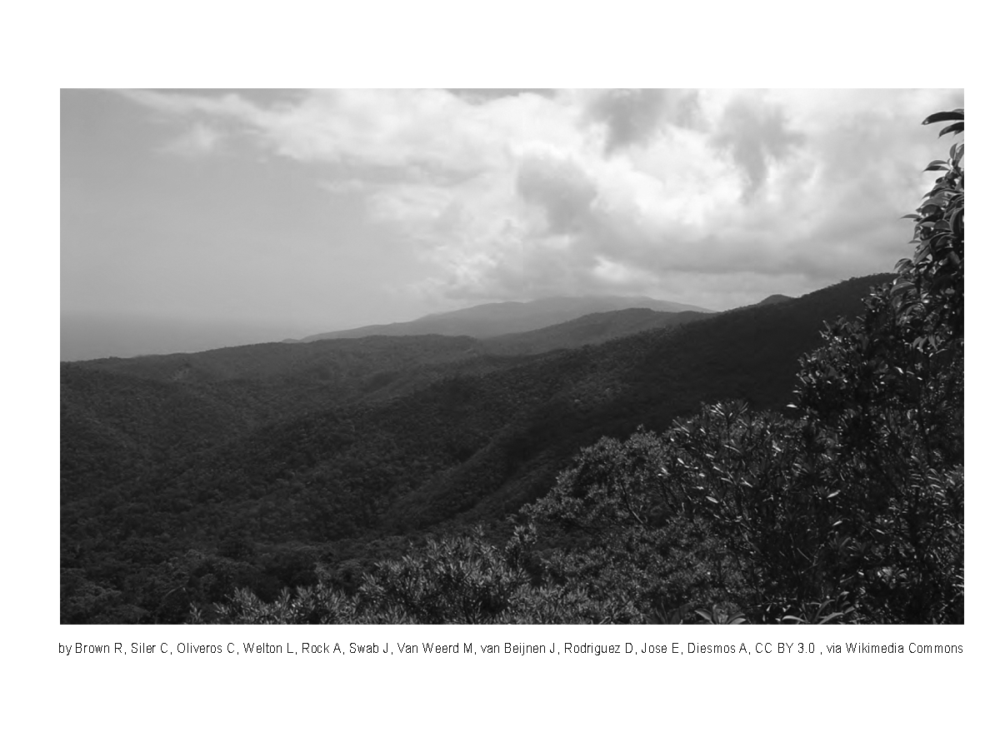 by Brown R, Siler C, Oliveros C, Welton L, Rock A, Swab J, Van Weerd M, van Beijnen J, Rodriguez D, Jose E, Diesmos A, CC BY 3.0 , via Wikimedia Commons